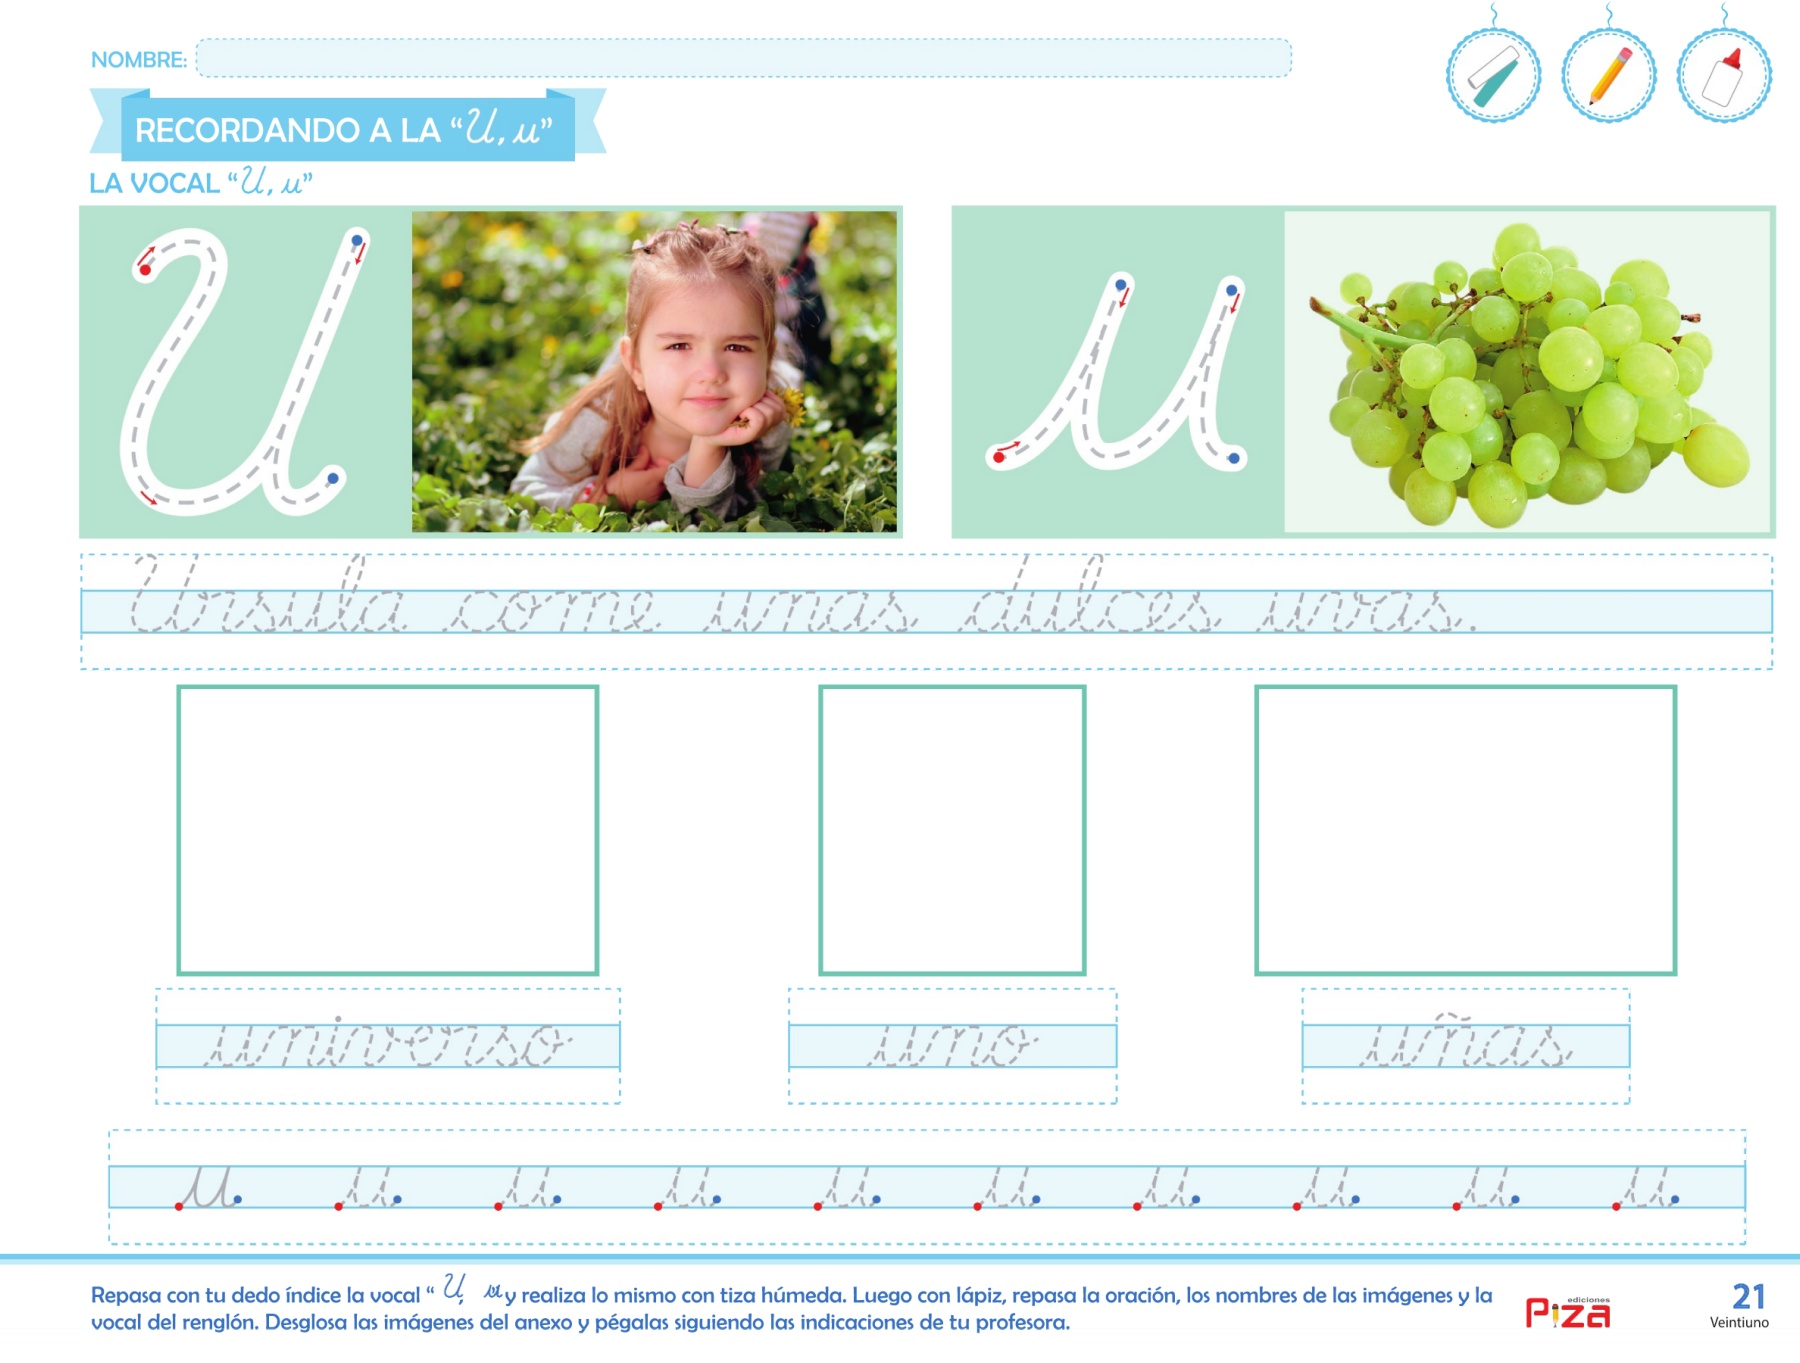 NOMBRE:
RECORDANDO A LA “U, u”
LA VOCAL “U, u”
U
u
Ursula come unas dulces uvas.
universo
uno
uñas
u u u u u u u u u u
Repasa con tu dedo índice la vocal “ U, u y realiza lo mismo con tiza húmeda. Luego con lápiz, repasa la oración, los nombres de las imágenes y la
vocal del renglón. Desglosa las imágenes del anexo y pégalas siguiendo las indicaciones de tu profesora.
ediciones
Piza
21
Veintiuno